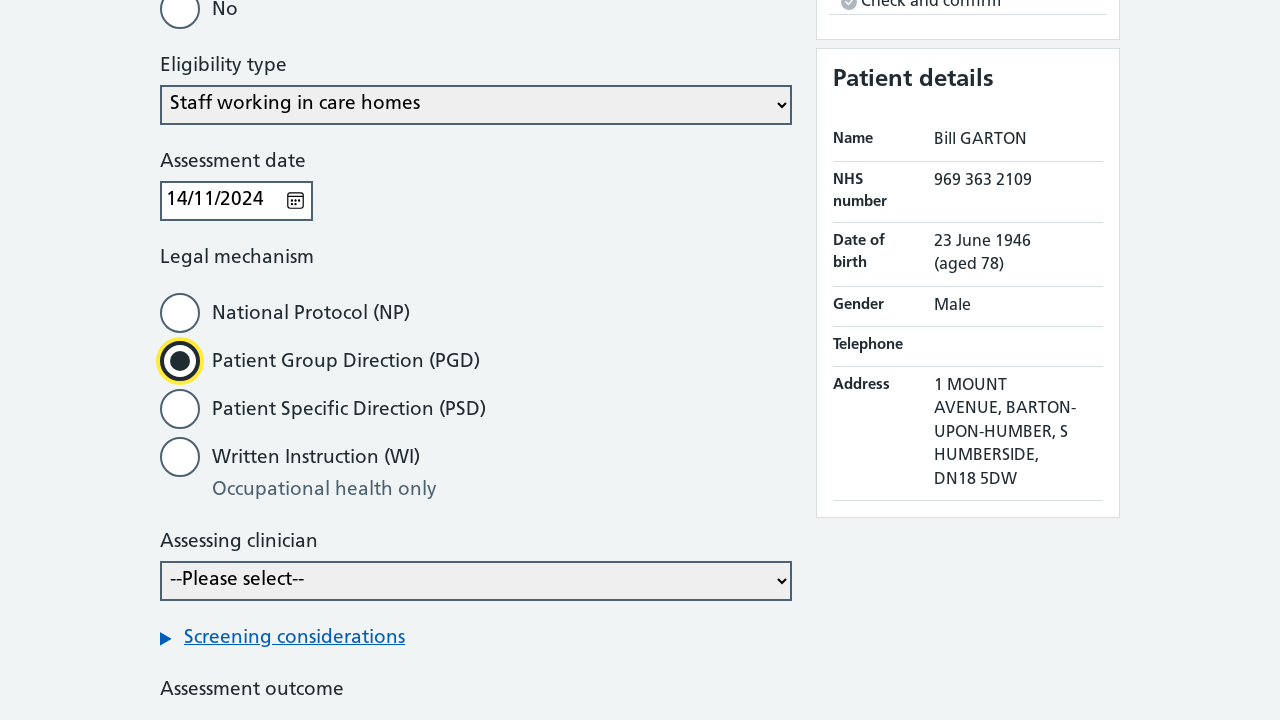 No
Eligibility type
Staff working in care homes
Assessment date
14/11/2024
Legal mechanism
National Protocol (NP)
Patient Group Direction (PGD)
Patient Specific Direction (PSD)
Written Instruction (WI)
Occupational health only
Assessing clinician
--Please select--
Screening considerations
Assessment outcome
Check and confirm
Patient details
Name Bill GARTON
NHS number 969 363 2109
Date of birth 23 June 1946
(aged 78)
Gender Male
Telephone
Address 1 MOUNT
AVENUE, BARTON-
UPON-HUMBER, S
HUMBERSIDE,
DN18 5DW